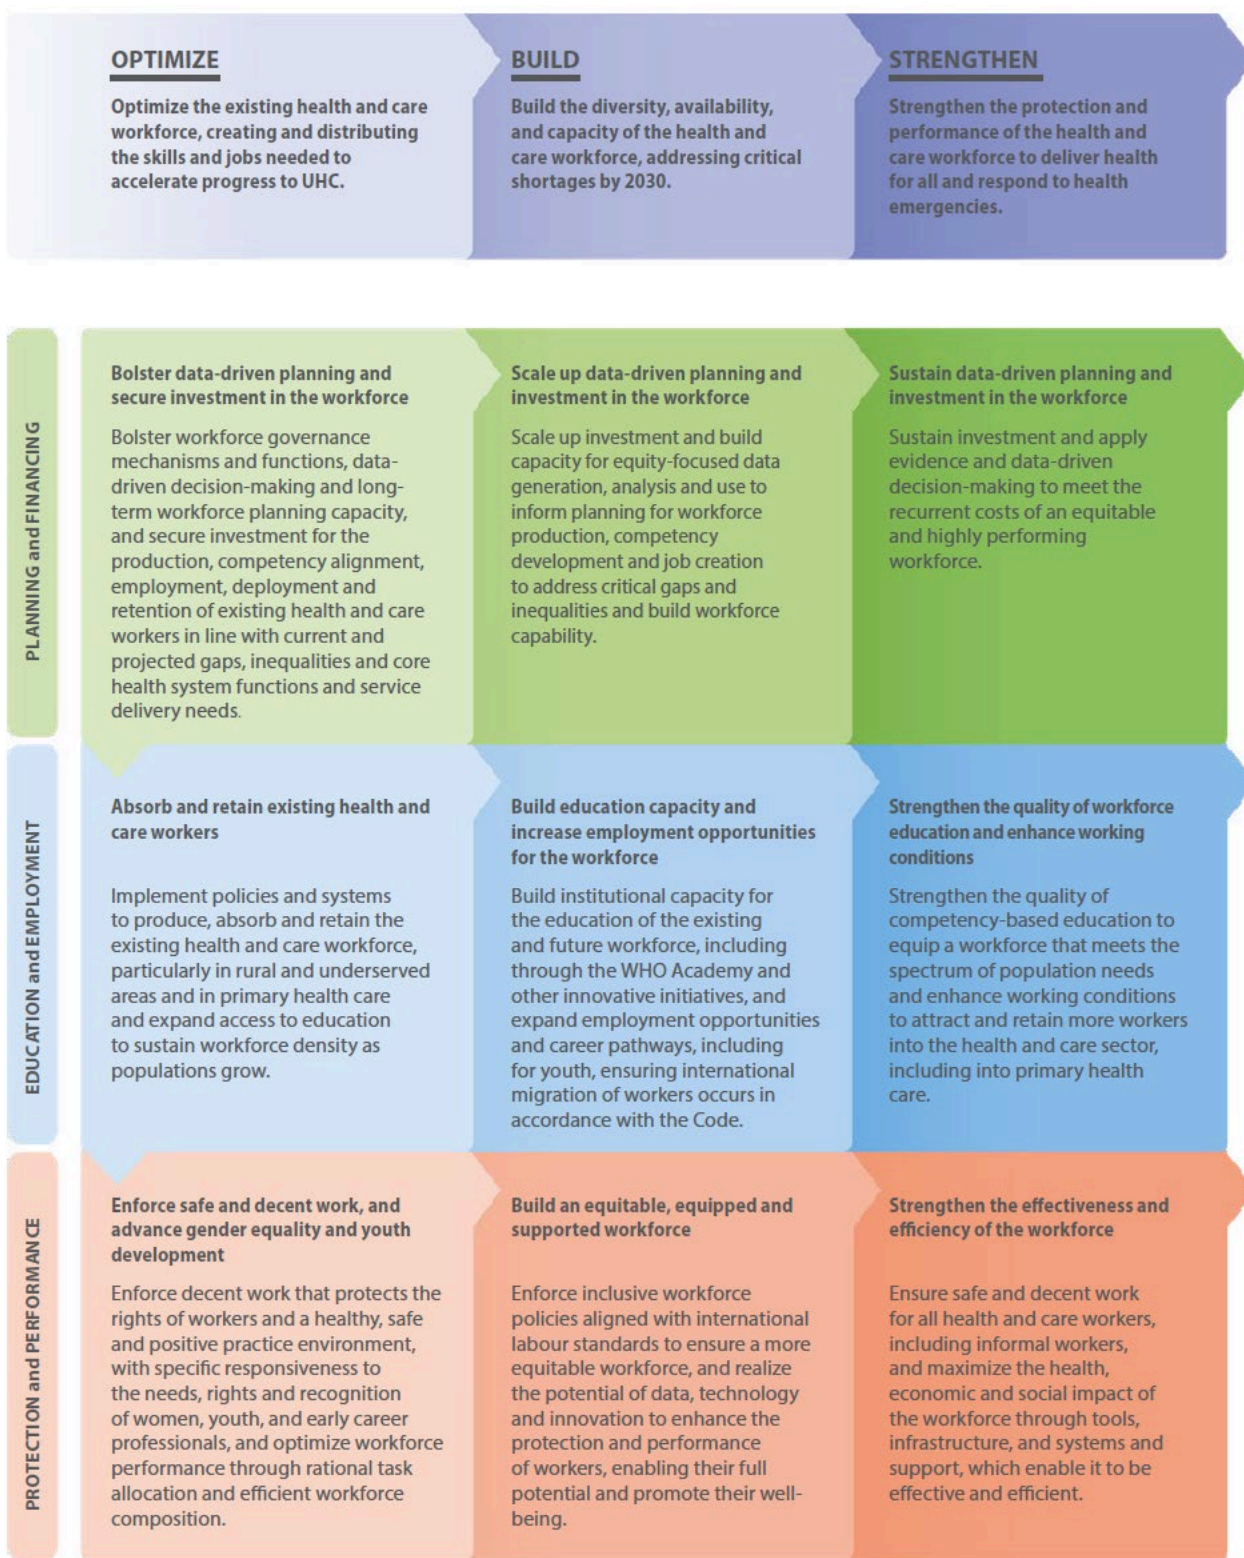 OPTIMIZE
Optimize the existing health and care
workforce, creating and distributing
the skills and jobs needed to
accelerate progress to UHC.
BUILD
Build the diversity, availability,
and capacity of the health and
care workforce, addressing critical
shortages by 2030.
STRENGTHEN
Strengthen the protection and
performance of the health and
care workforce to deliver health
for all and respond to health
emergencies.
PLANNING and FINANCING
Bolster data-driven planning and
secure investment in the workforce
Bolster workforce governance
mechanisms and functions, data-
driven decision-making and long-
term workforce planning capacity,
and secure investment for the
production, competency alignment,
employment, deployment and
retention of existing health and care
workers in line with current and
projected gaps, inequalities and core
health system functions and service
delivery needs.
Scale up data-driven planning and
investment in the workforce
Scale up investment and build
capacity for equity-focused data
generation, analysis and use to
inform planning for workforce
production, competency
development and job creation
to address critical gaps and
inequalities and build workforce
capability.
Sustain data-driven planning and
investment in the workforce
Sustain investment and apply
evidence and data-driven
decision-making to meet the
recurrent costs of an equitable
and highly performing
workforce.
EDUCATION and EMPLOYMENT
Absorb and retain existing health and
care workers
Implement policies and systems
to produce, absorb and retain the
existing health and care workforce,
particularly in rural and underserved
areas and in primary health care
and expand access to education
to sustain workforce density as
populations grow.
Build education capacity and
increase employment opportunities
for the workforce
Build institutional capacity for
the education of the existing
and future workforce, including
through the WHO Academy and
other innovative initiatives, and
expand employment opportunities
and career pathways, including
for youth, ensuring international
migration of workers occurs in
accordance with the Code.
Strengthen the quality of workforce
education and enhance working
conditions
Strengthen the quality of
competency-based education to
equip a workforce that meets the
spectrum of population needs
and enhance working conditions
to attract and retain more workers
into the health and care sector,
including into primary health
care.
PROTECTION and PERFORMANCE
Enforce safe and decent work, and
advance gender equality and youth
development
Enforce decent work that protects the
rights of workers and a healthy, safe
and positive practice environment,
with specific responsiveness to
the needs, rights and recognition
of women, youth, and early career
professionals, and optimize workforce
performance through rational task
allocation and efficient workforce
composition.
Build an equitable, equipped and
supported workforce
Enforce inclusive workforce
policies aligned with international
labour standards to ensure a more
equitable workforce, and realize
the potential of data, technology
and innovation to enhance the
protection and performance
of workers, enabling their full
potential and promote their well-
being.
Strengthen the effectiveness and
efficiency of the workforce
Ensure safe and decent work
for all health and care workers,
including informal workers,
and maximize the health,
economic and social impact of
the workforce through tools,
infrastructure, and systems and
support, which enable it to be
effective and efficient.